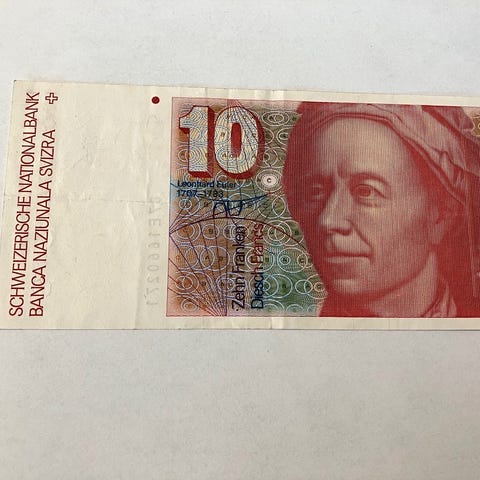 SCHWEIZERISCHE NATIONALBANK
BANCA NAZIUNALA SVIZRA
10
Leonhard Euler
1707-1783
Zehn Franken
Diesch Francs